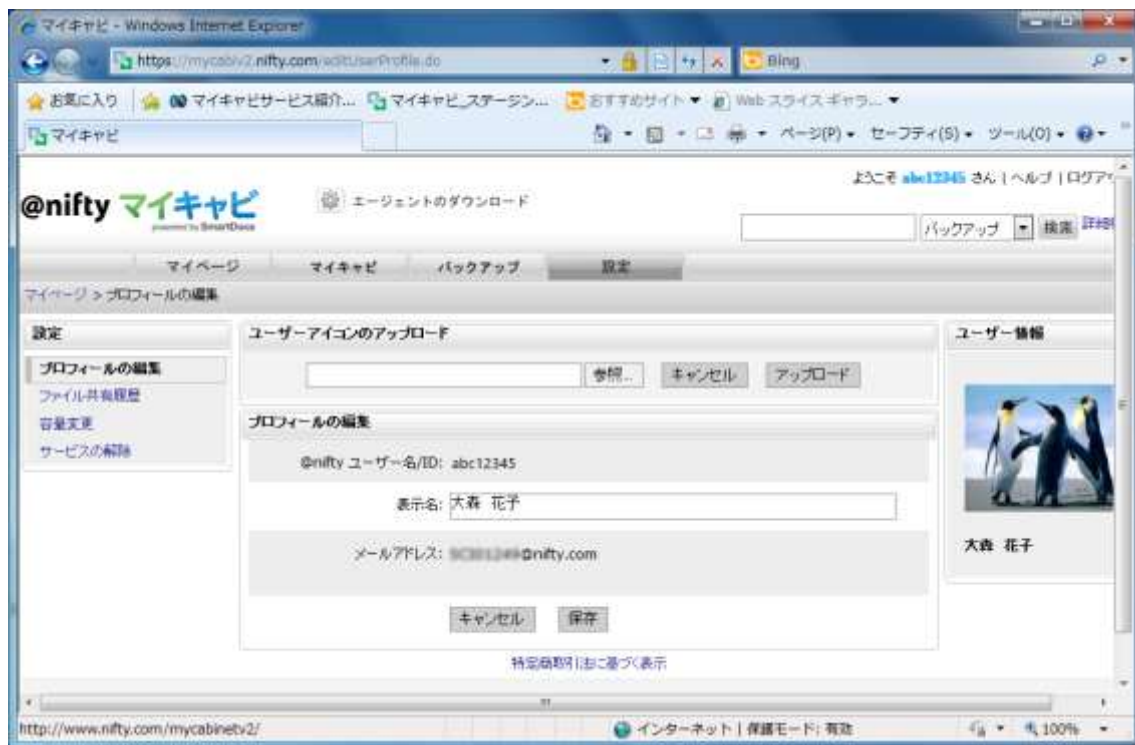 マイキャビ - Windows Internet Explorer
https://mycabiv2.nifty.com/editUserProfile.do
Bing
お気に入り
マイキャビサービス紹介...
マイキャビ_ステージン...
おすすめサイト
Web スライス ギャラ...
マイキャビ
ページ(P)
セーフティ(S)
ツール(O)
ようこそ abc12345 さん | ヘルプ | ログアウ
@nifty マイキャビ
powered by SmartDocs
エージェントのダウンロード
バックアップ
検索
詳細
マイページ
マイキャビ
バックアップ
設定
マイページ > プロフィールの編集
設定
プロフィールの編集
ファイル共有履歴
容量変更
サービスの解除
ユーザーアイコンのアップロード
参照...
キャンセル
アップロード
プロフィールの編集
@nifty ユーザー名/ID: abc12345
表示名: 大森 花子
メールアドレス: @nifty.com
キャンセル
保存
ユーザー情報
大森 花子
特定商取引法に基づく表示
http://www.nifty.com/mycabinetv2/
インターネット | 保護モード: 有効
100%